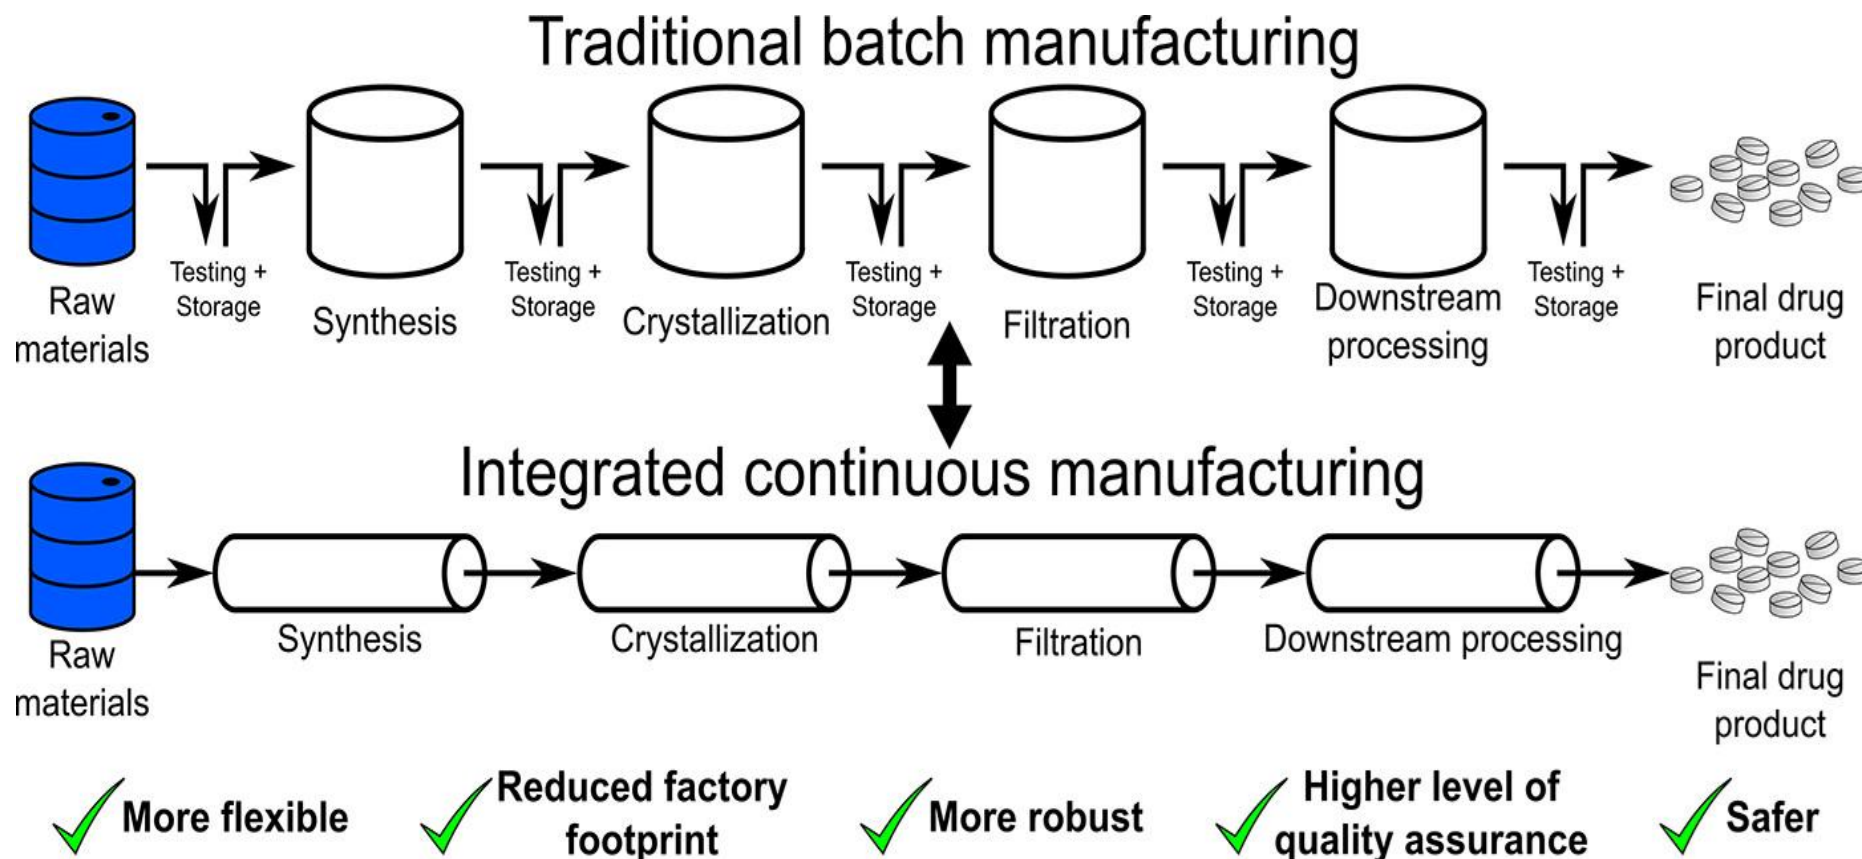 Traditional batch manufacturing
Raw
materials
Testing +
Storage
Synthesis
Testing +
Storage
Crystallization
Testing +
Storage
Filtration
Testing +
Storage
Downstream
processing
Testing +
Storage
Final drug
product
Integrated continuous manufacturing
Raw
materials
Synthesis
Crystallization
Filtration
Downstream processing
Final drug
product
More flexible
Reduced factory
footprint
More robust
Higher level of
quality assurance
Safer